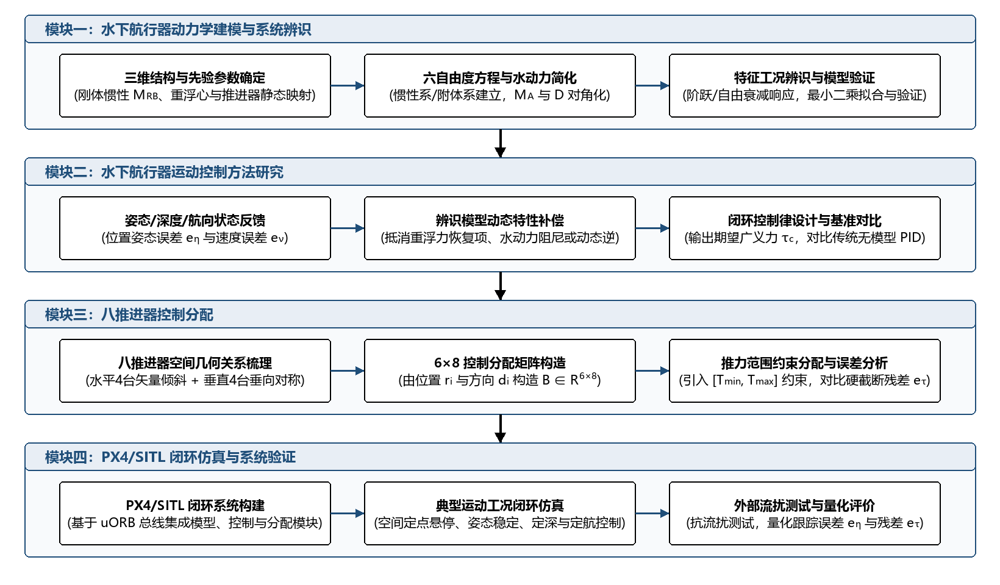 模块一：水下航行器动力学建模与系统辨识
三维结构与先验参数确定
(刚体惯性 M_RB、重浮心与推进器静态映射)
六自由度方程与水动力简化
(惯性系/附体系建立，M_A 与 D 对角化)
特征工况辨识与模型验证
(阶跃/自由衰减响应，最小二乘拟合与验证)
模块二：水下航行器运动控制方法研究
姿态/深度/航向状态反馈
(位置姿态误差 e_η 与速度误差 e_ν)
辨识模型动态特性补偿
(抵消重浮力恢复项、水动力阻尼或动态逆)
闭环控制律设计与基准对比
(输出期望广义力 τ_c，对比传统无模型 PID)
模块三：八推进器控制分配
八推进器空间几何关系梳理
(水平4台矢量倾斜 + 垂直4台垂向对称)
6×8 控制分配矩阵构造
(由位置 r_i 与方向 d_i 构造 B ∈ R^{6×8})
推力范围约束分配与误差分析
(引入 [T_min, T_max] 约束，对比硬截断残差 e_τ)
模块四：PX4/SITL 闭环仿真与系统验证
PX4/SITL 闭环系统构建
(基于 uORB 总线集成模型、控制与分配模块)
典型运动工况闭环仿真
(空间定点悬停、姿态稳定、定深与定航控制)
外部流扰测试与量化评价
(抗流扰测试，量化跟踪误差 e_η 与残差 e_τ)